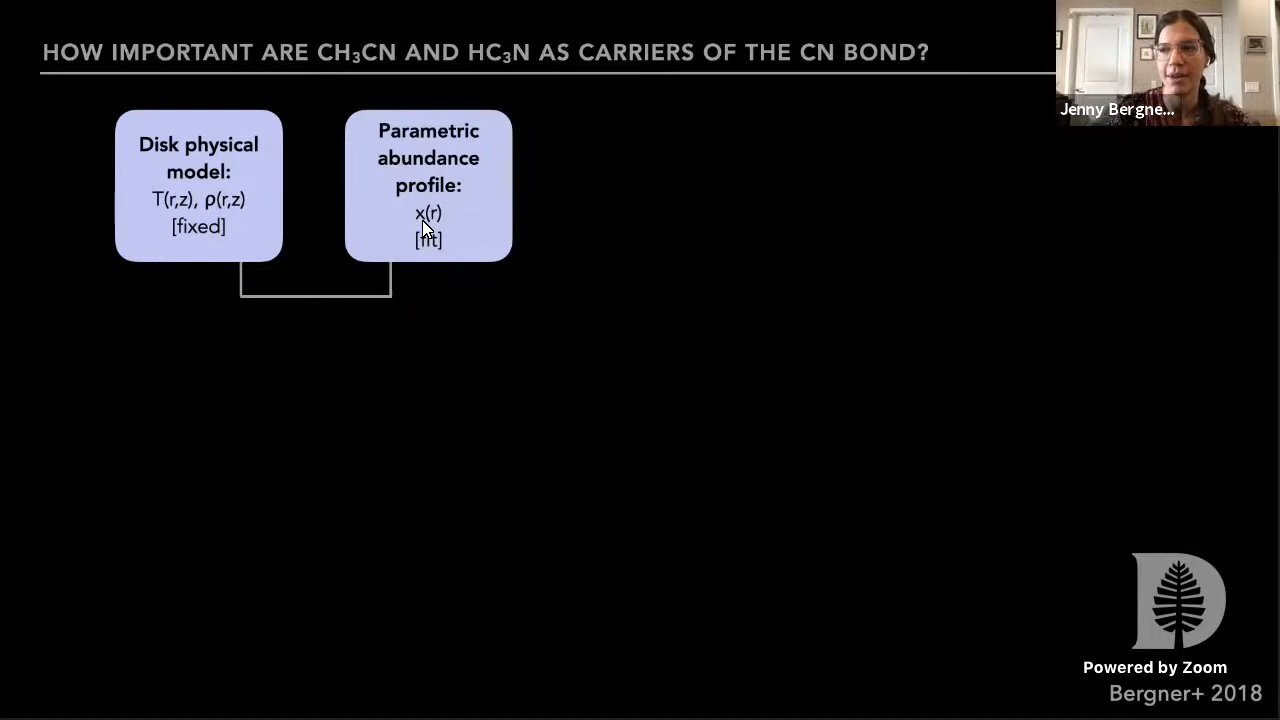 HOW IMPORTANT ARE CH₃CN AND HC₃N AS CARRIERS OF THE CN BOND?
Jenny Bergne...
Disk physical
model:
T(r,z), ρ(r,z)
[fixed]
Parametric
abundance
profile:
x(r)
[fit]
D
Powered by Zoom
Bergner+ 2018